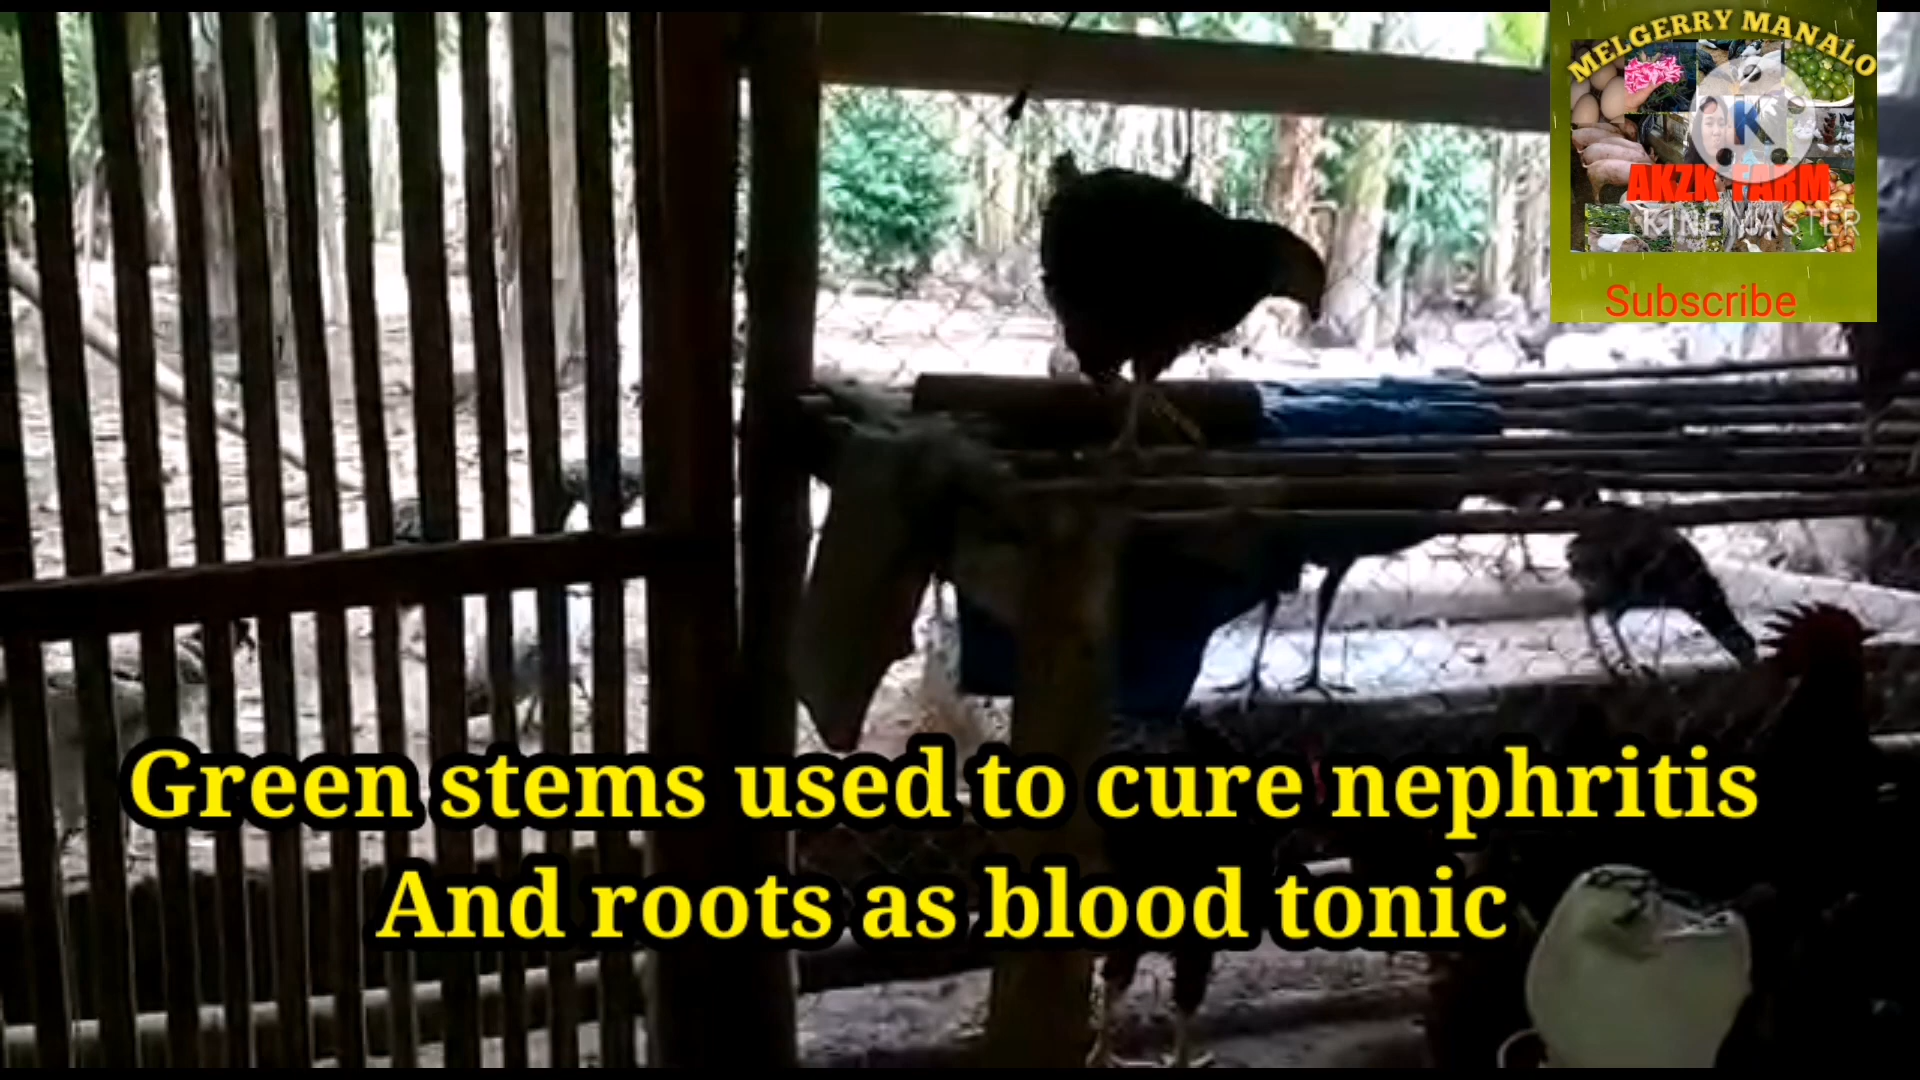 MELGERRY MANALO
K
AKZK FARM
KINEMASTER
Subscribe
Green stems used to cure nephritis
And roots as blood tonic